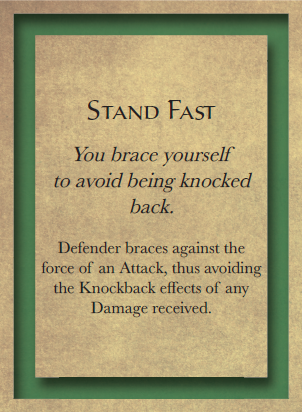 Stand Fast
You brace yourself
to avoid being knocked
back.
Defender braces against the
force of an Attack, thus avoiding
the Knockback effects of any
Damage received.